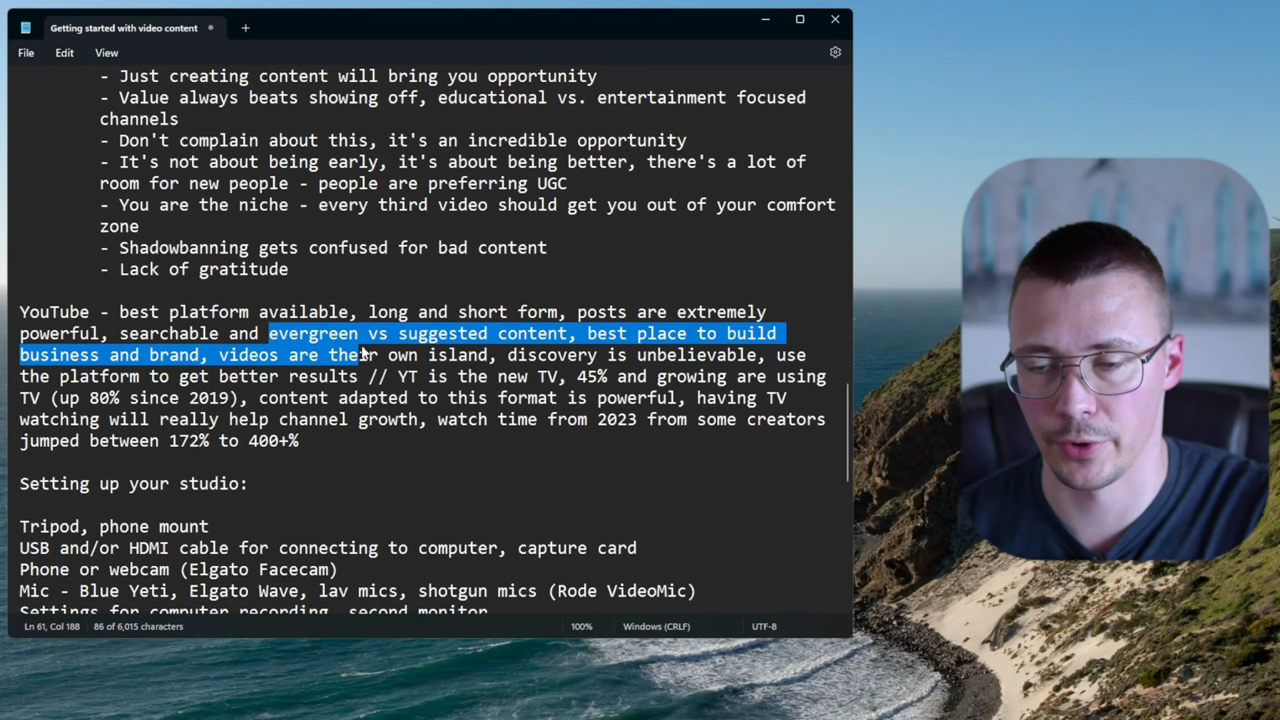 Getting started with video content
File Edit View
- Just creating content will bring you opportunity
- Value always beats showing off, educational vs. entertainment focused
channels
- Don't complain about this, it's an incredible opportunity
- It's not about being early, it's about being better, there's a lot of
room for new people - people are preferring UGC
- You are the niche - every third video should get you out of your comfort
zone
- Shadowbanning gets confused for bad content
- Lack of gratitude
YouTube - best platform available, long and short form, posts are extremely
powerful, searchable and evergreen vs suggested content, best place to build
business and brand, videos are their own island, discovery is unbelievable, use
the platform to get better results // YT is the new TV, 45% and growing are using
TV (up 80% since 2019), content adapted to this format is powerful, having TV
watching will really help channel growth, watch time from 2023 from some creators
jumped between 172% to 400+%
Setting up your studio:
Tripod, phone mount
USB and/or HDMI cable for connecting to computer, capture card
Phone or webcam (Elgato Facecam)
Mic - Blue Yeti, Elgato Wave, lav mics, shotgun mics (Rode VideoMic)
Settings for computer recording, second monitor
Ln 61, Col 188 86 of 6,015 characters 100% Windows (CRLF) UTF-8